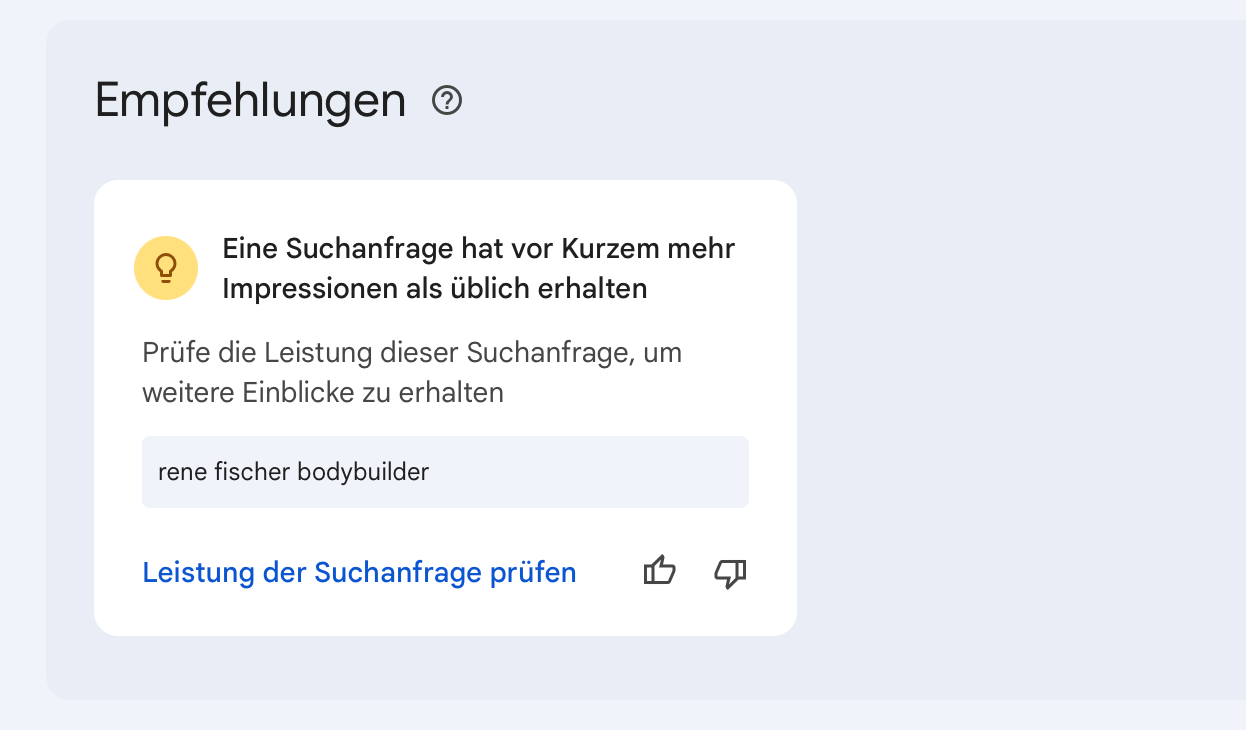 Empfehlungen
Eine Suchanfrage hat vor Kurzem mehr
Impressionen als üblich erhalten
Prüfe die Leistung dieser Suchanfrage, um
weitere Einblicke zu erhalten
rene fischer bodybuilder
Leistung der Suchanfrage prüfen